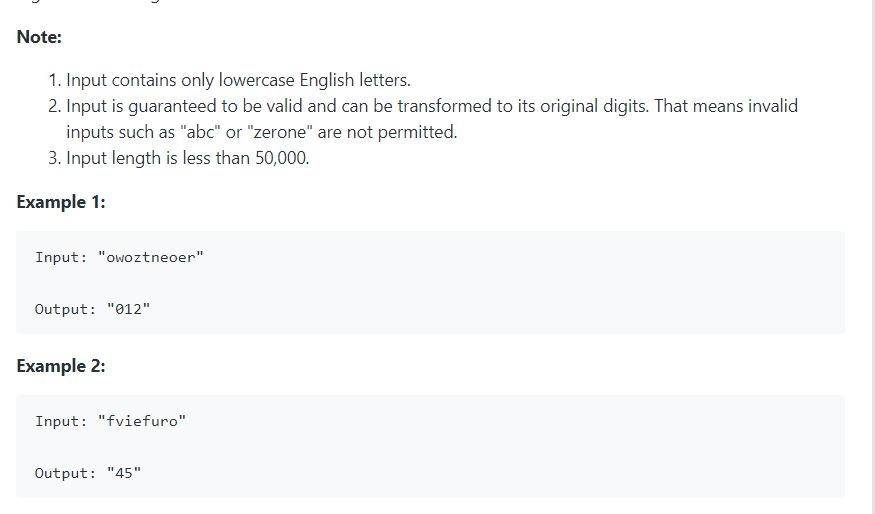 Note:
1. Input contains only lowercase English letters.
2. Input is guaranteed to be valid and can be transformed to its original digits. That means invalid
inputs such as "abc" or "zerone" are not permitted.
3. Input length is less than 50,000.
Example 1:
Input: "owoztneoer"
Output: "012"
Example 2:
Input: "fviefuro"
Output: "45"